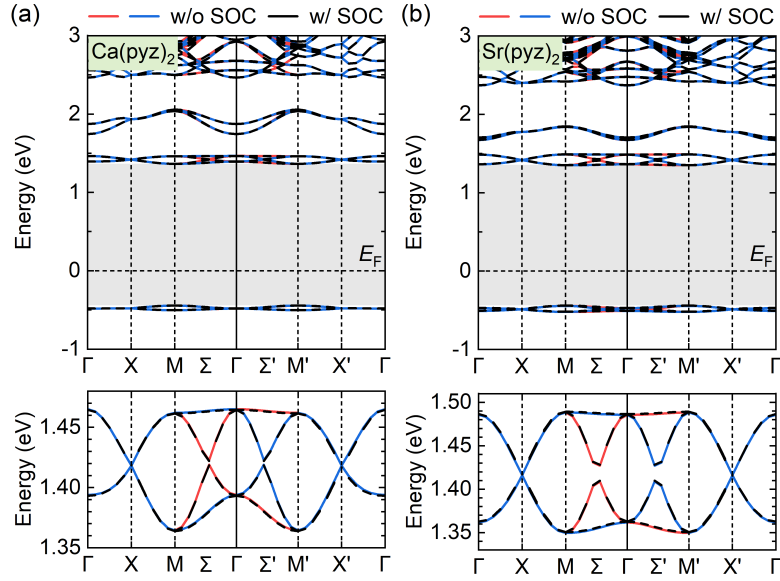 (a) w/o SOC w/ SOC
(b) w/o SOC w/ SOC
Ca(pyz)₂
Energy (eV)
3
2
1
0
-1
E_F
Γ X M Σ Γ Σ' M' X' Γ
Sr(pyz)₂
Energy (eV)
3
2
1
0
-1
E_F
Γ X M Σ Γ Σ' M' X' Γ
Energy (eV)
1.45
1.40
1.35
Γ X M Σ Γ Σ' M' X' Γ
Energy (eV)
1.50
1.45
1.40
1.35
Γ X M Σ Γ Σ' M' X' Γ